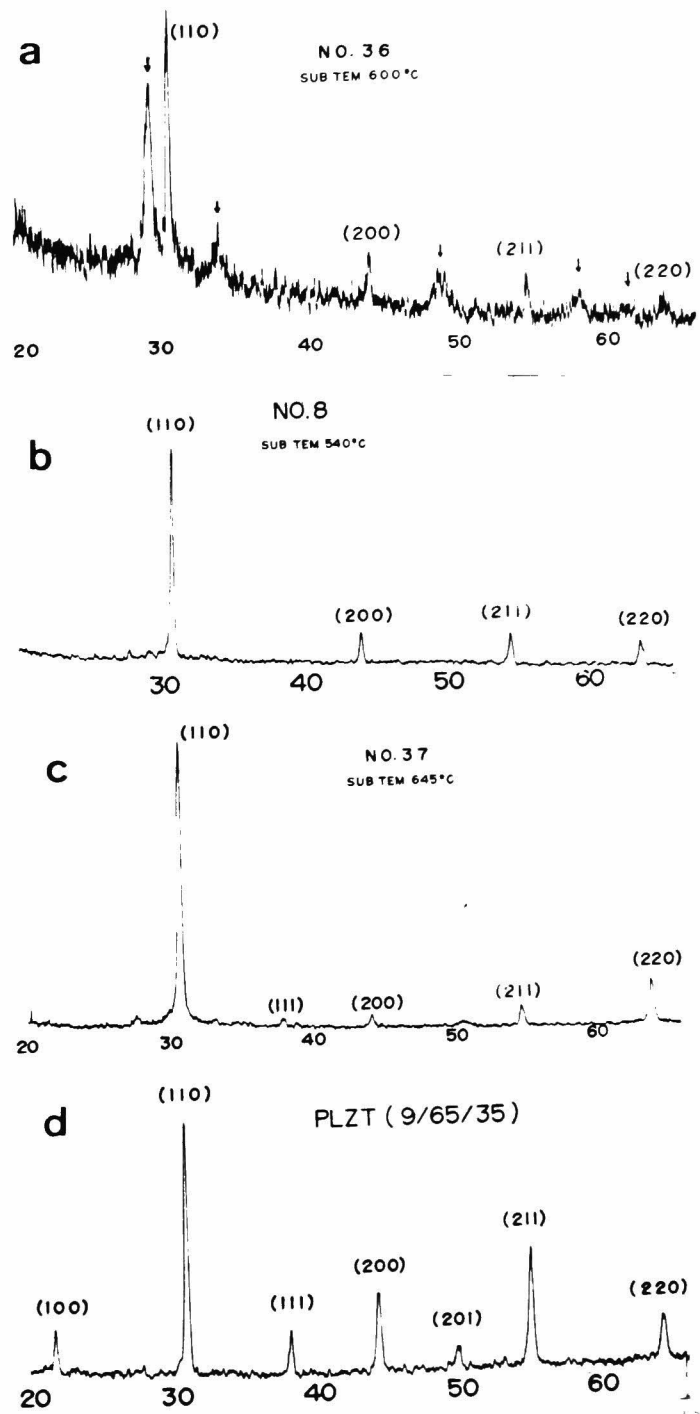 a
(110)
NO. 36
SUB TEM 600°C
(200)
(211)
(220)
20 30 40 50 60
b
(110)
NO.8
SUB TEM 540°C
(200)
(211)
(220)
30 40 50 60
c
(110)
NO. 37
SUB TEM 645°C
(111)
(200)
(211)
(220)
20 30 40 50 60
d
(110)
PLZT (9/65/35)
(100)
(111)
(200)
(201)
(211)
(220)
20 30 40 50 60